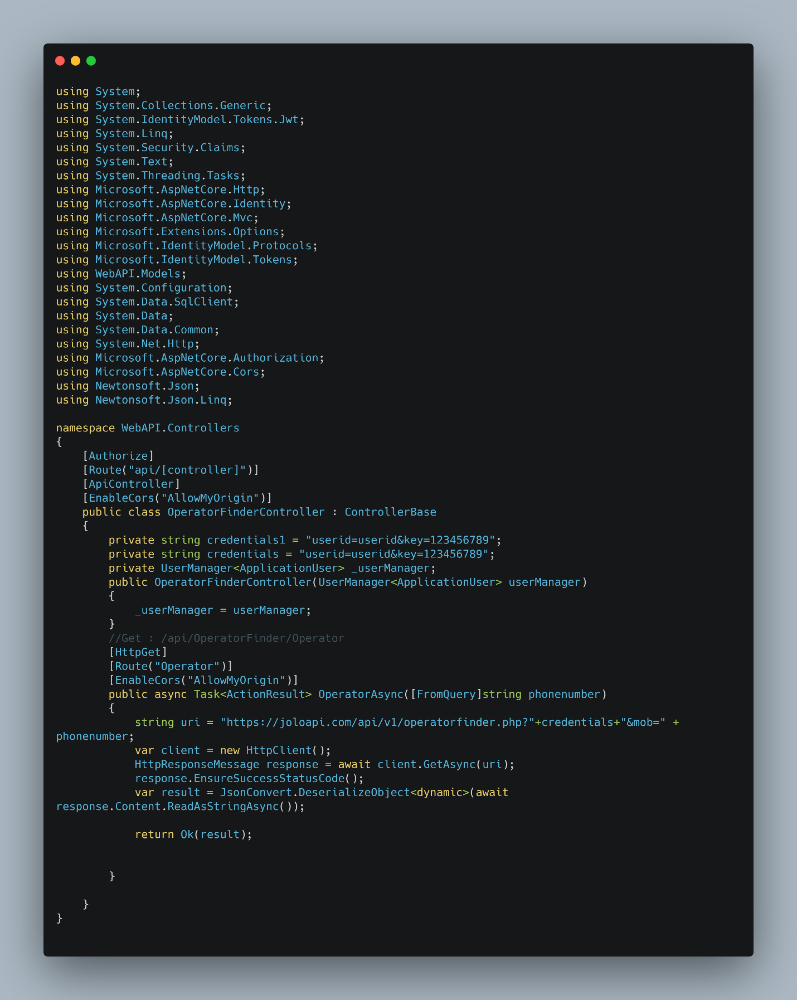 using System;
using System.Collections.Generic;
using System.IdentityModel.Tokens.Jwt;
using System.Linq;
using System.Security.Claims;
using System.Text;
using System.Threading.Tasks;
using Microsoft.AspNetCore.Http;
using Microsoft.AspNetCore.Identity;
using Microsoft.AspNetCore.Mvc;
using Microsoft.Extensions.Options;
using Microsoft.IdentityModel.Protocols;
using Microsoft.IdentityModel.Tokens;
using WebAPI.Models;
using System.Configuration;
using System.Data.SqlClient;
using System.Data;
using System.Data.Common;
using System.Net.Http;
using Microsoft.AspNetCore.Authorization;
using Microsoft.AspNetCore.Cors;
using Newtonsoft.Json;
using Newtonsoft.Json.Linq;

namespace WebAPI.Controllers
{
    [Authorize]
    [Route("api/[controller]")]
    [ApiController]
    [EnableCors("AllowMyOrigin")]
    public class OperatorFinderController : ControllerBase
    {
        private string credentials1 = "userid=userid&key=123456789";
        private string credentials = "userid=userid&key=123456789";
        private UserManager<ApplicationUser> _userManager;
        public OperatorFinderController(UserManager<ApplicationUser> userManager)
        {
            _userManager = userManager;
        }
        //Get : /api/OperatorFinder/Operator
        [HttpGet]
        [Route("Operator")]
        [EnableCors("AllowMyOrigin")]
        public async Task<ActionResult> OperatorAsync([FromQuery]string phonenumber)
        {
            string uri = "https://joloapi.com/api/v1/operatorfinder.php?"+credentials+"&mob=" +
phonenumber;
            var client = new HttpClient();
            HttpResponseMessage response = await client.GetAsync(uri);
            response.EnsureSuccessStatusCode();
            var result = JsonConvert.DeserializeObject<dynamic>(await
response.Content.ReadAsStringAsync());

            return Ok(result);


        }

    }
}